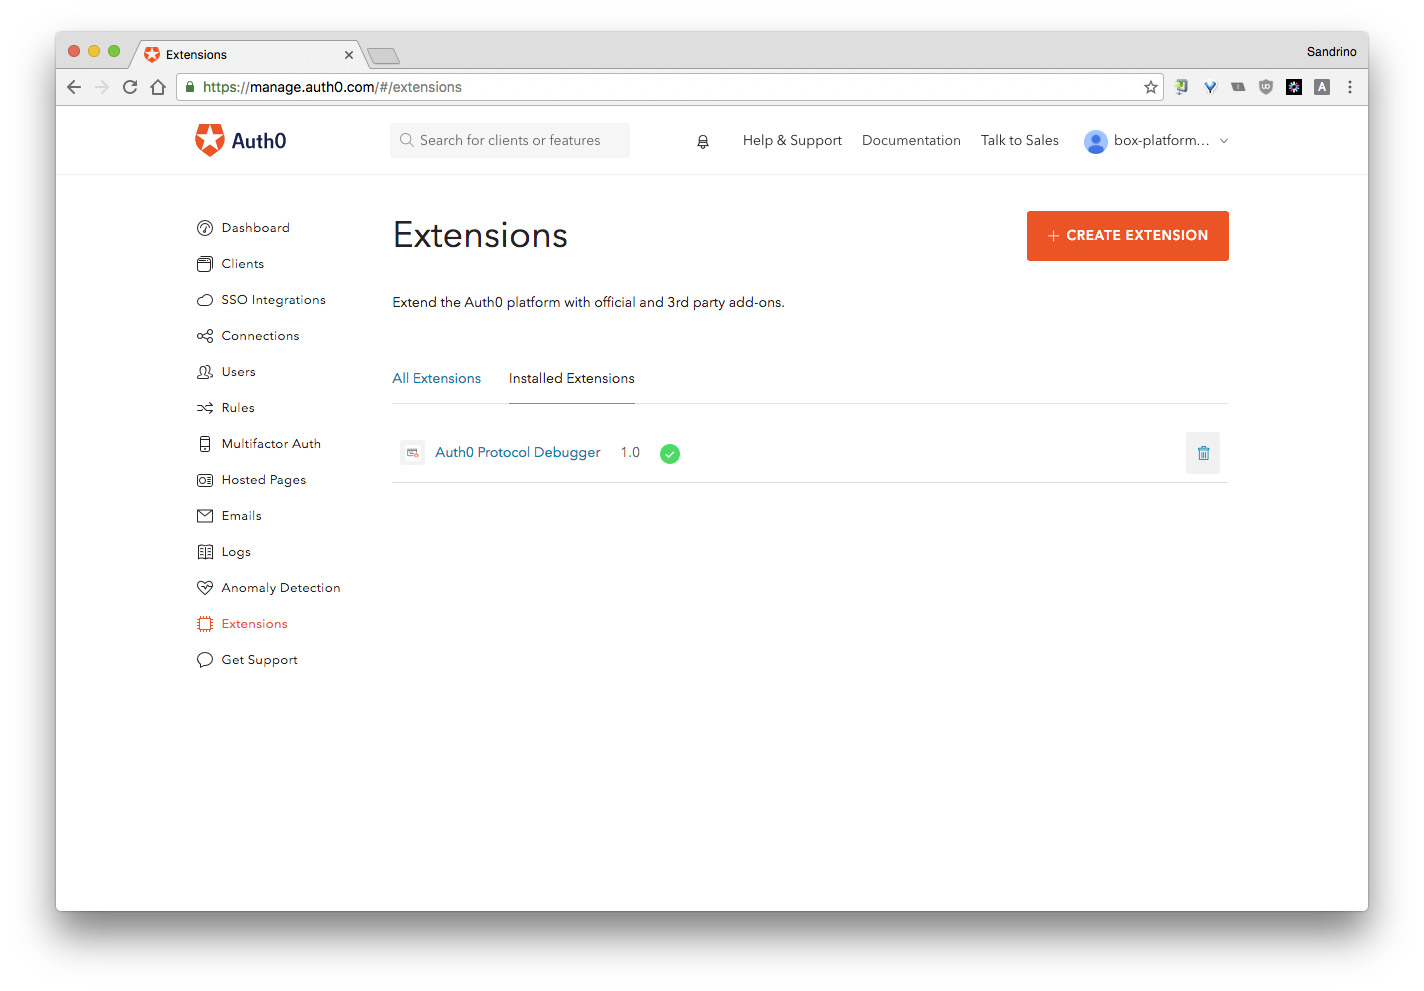 Extensions
Sandrino
https://manage.auth0.com/#/extensions
Auth0
Search for clients or features
Help & Support
Documentation
Talk to Sales
box-platform...
Dashboard
Clients
SSO Integrations
Connections
Users
Rules
Multifactor Auth
Hosted Pages
Emails
Logs
Anomaly Detection
Extensions
Get Support
Extensions
+ CREATE EXTENSION
Extend the Auth0 platform with official and 3rd party add-ons.
All Extensions
Installed Extensions
Auth0 Protocol Debugger 1.0